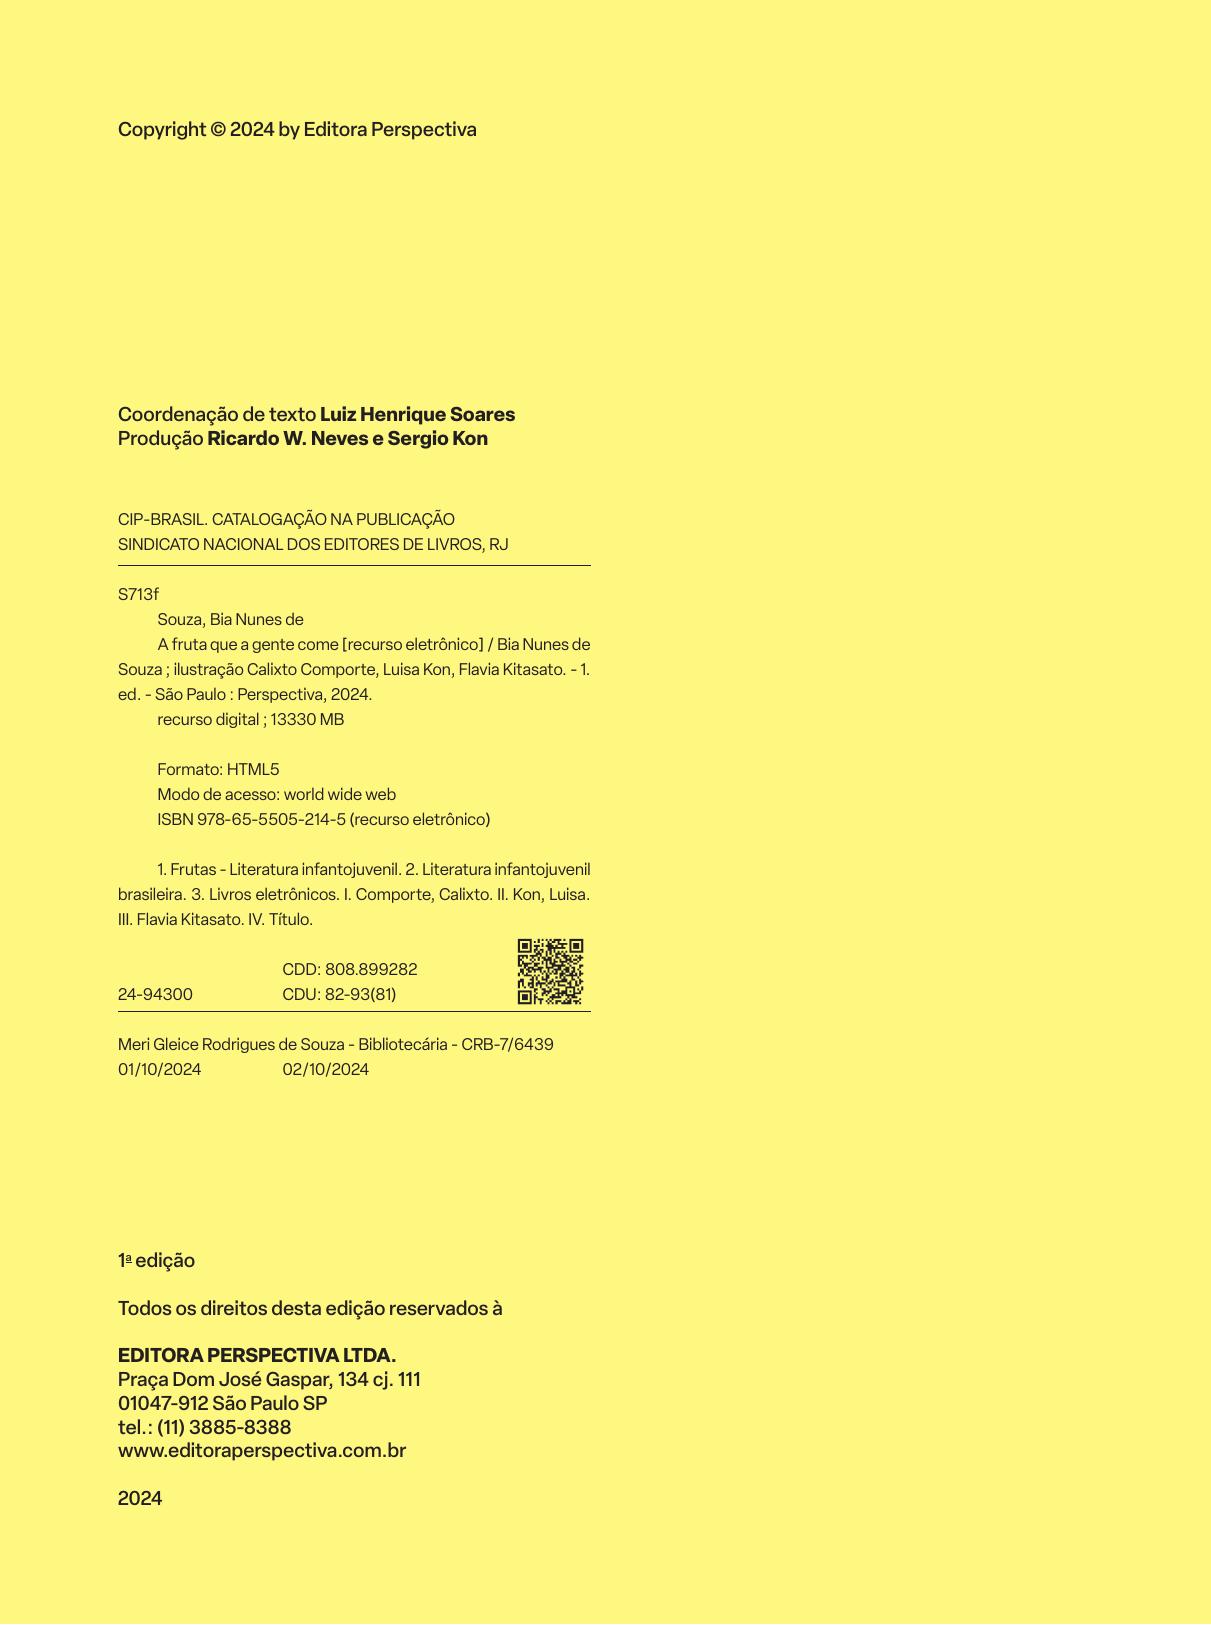 Copyright © 2024 by Editora Perspectiva
Coordenação de texto Luiz Henrique Soares
Produção Ricardo W. Neves e Sergio Kon
CIP-BRASIL. CATALOGAÇÃO NA PUBLICAÇÃO
SINDICATO NACIONAL DOS EDITORES DE LIVROS, RJ
S713f
Souza, Bia Nunes de
A fruta que a gente come [recurso eletrônico] / Bia Nunes de
Souza ; ilustração Calixto Comporte, Luisa Kon, Flavia Kitasato. - 1.
ed. - São Paulo : Perspectiva, 2024.
recurso digital ; 13330 MB
Formato: HTML5
Modo de acesso: world wide web
ISBN 978-65-5505-214-5 (recurso eletrônico)
1. Frutas - Literatura infantojuvenil. 2. Literatura infantojuvenil
brasileira. 3. Livros eletrônicos. I. Comporte, Calixto. II. Kon, Luisa.
III. Flavia Kitasato. IV. Título.
CDD: 808.899282
24-94300 CDU: 82-93(81)
Meri Gleice Rodrigues de Souza - Bibliotecária - CRB-7/6439
01/10/2024 02/10/2024
1ª edição
Todos os direitos desta edição reservados à
EDITORA PERSPECTIVA LTDA.
Praça Dom José Gaspar, 134 cj. 111
01047-912 São Paulo SP
tel.: (11) 3885-8388
www.editoraperspectiva.com.br
2024